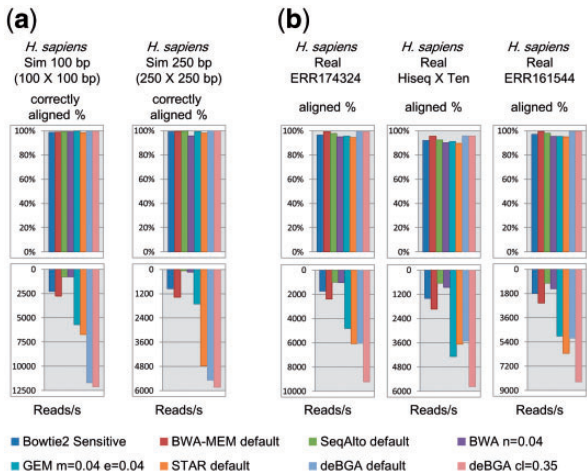 (a)
H. sapiens
Sim 100 bp
(100 X 100 bp)
correctly
aligned %
H. sapiens
Sim 250 bp
(250 X 250 bp)
correctly
aligned %
(b)
H. sapiens
Real
ERR174324
aligned %
H. sapiens
Real
Hiseq X Ten
aligned %
H. sapiens
Real
ERR161544
aligned %
100%
80%
60%
40%
20%
0%
100%
80%
60%
40%
20%
0%
100%
80%
60%
40%
20%
0%
100%
80%
60%
40%
20%
0%
100%
80%
60%
40%
20%
0%
0
2500
5000
7500
10000
12500
0
1200
2400
3600
4800
6000
0
2000
4000
6000
8000
10000
0
1200
2400
3600
4800
6000
0
1800
3600
5400
7200
9000
Reads/s
Reads/s
Reads/s
Reads/s
Reads/s
Bowtie2 Sensitive
BWA-MEM default
SeqAlto default
BWA n=0.04
GEM m=0.04 e=0.04
STAR default
deBGA default
deBGA cl=0.35